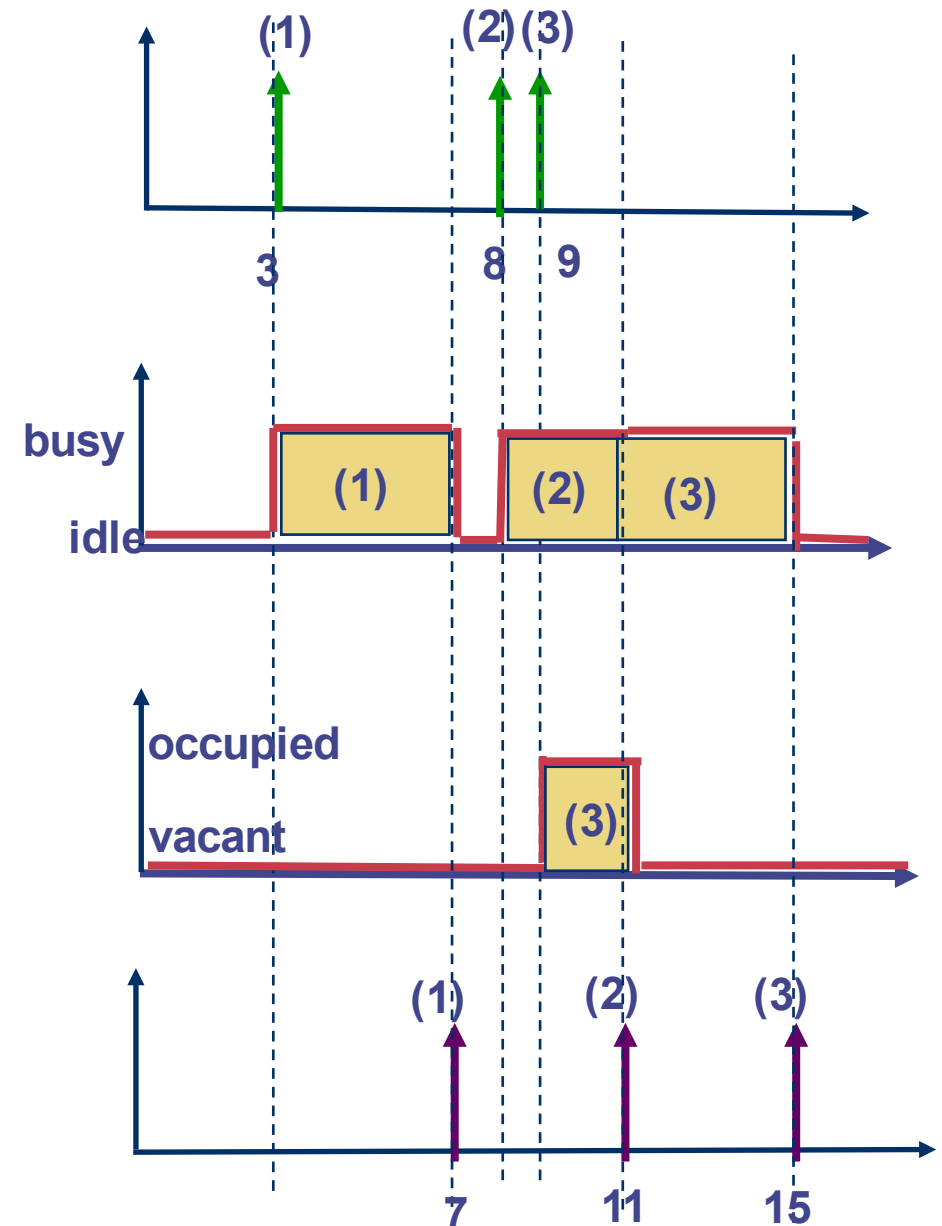 (1) (2) (3)
3 8 9
busy
(1) (2) (3)
idle
occupied
(3)
vacant
(1) (2) (3)
7 11 15